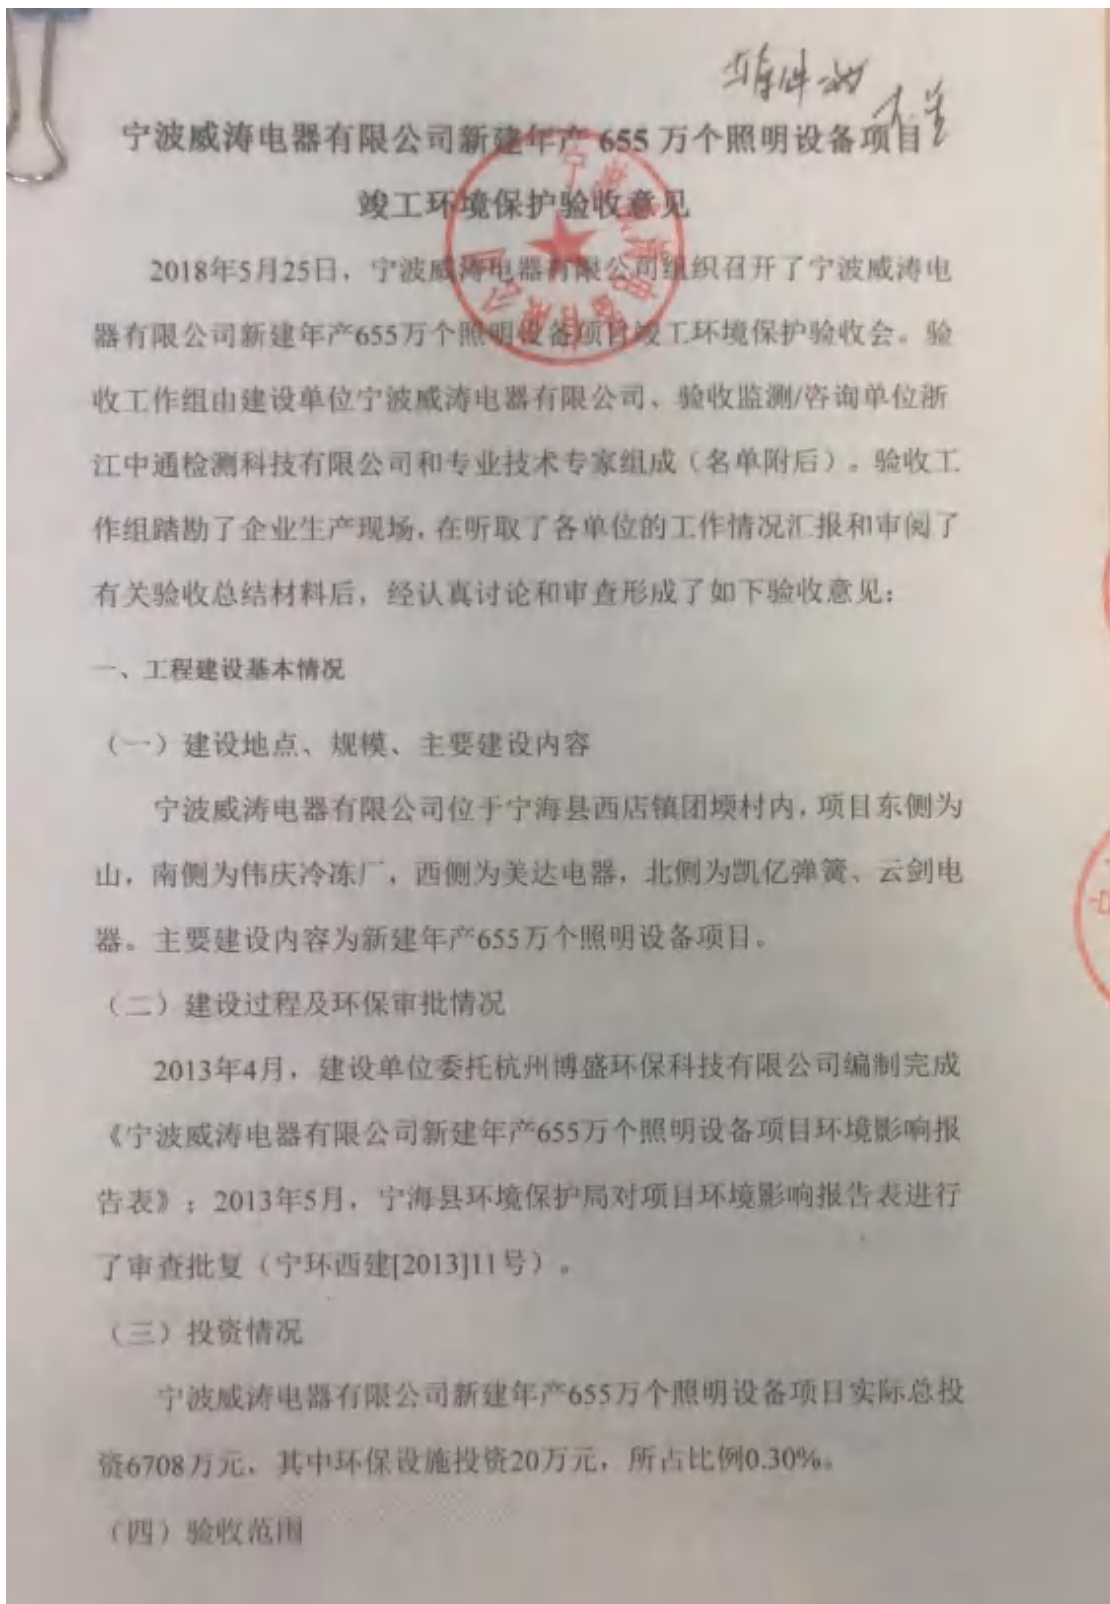 宁波威涛电器有限公司新建年产 655 万个照明设备项目
竣工环境保护验收意见
2018年5月25日，宁波威涛电器有限公司组织召开了宁波威涛电
器有限公司新建年产655万个照明设备项目竣工环境保护验收会。验
收工作组由建设单位宁波威涛电器有限公司、验收监测/咨询单位浙
江中通检测科技有限公司和专业技术专家组成（名单附后）。验收工
作组踏勘了企业生产现场，在听取了各单位的工作情况汇报和审阅了
有关验收总结材料后，经认真讨论和审查形成了如下验收意见：
一、工程建设基本情况
（一）建设地点、规模、主要建设内容
宁波威涛电器有限公司位于宁海县西店镇团堧村内，项目东侧为
山，南侧为伟庆冷冻厂，西侧为美达电器，北侧为凯亿弹簧、云剑电
器。主要建设内容为新建年产655万个照明设备项目。
（二）建设过程及环保审批情况
2013年4月，建设单位委托杭州博盛环保科技有限公司编制完成
《宁波威涛电器有限公司新建年产655万个照明设备项目环境影响报
告表》；2013年5月，宁海县环境保护局对项目环境影响报告表进行
了审查批复（宁环西建[2013]11号）。
（三）投资情况
宁波威涛电器有限公司新建年产655万个照明设备项目实际总投
资6708万元，其中环保设施投资20万元，所占比例0.30%。
（四）验收范围